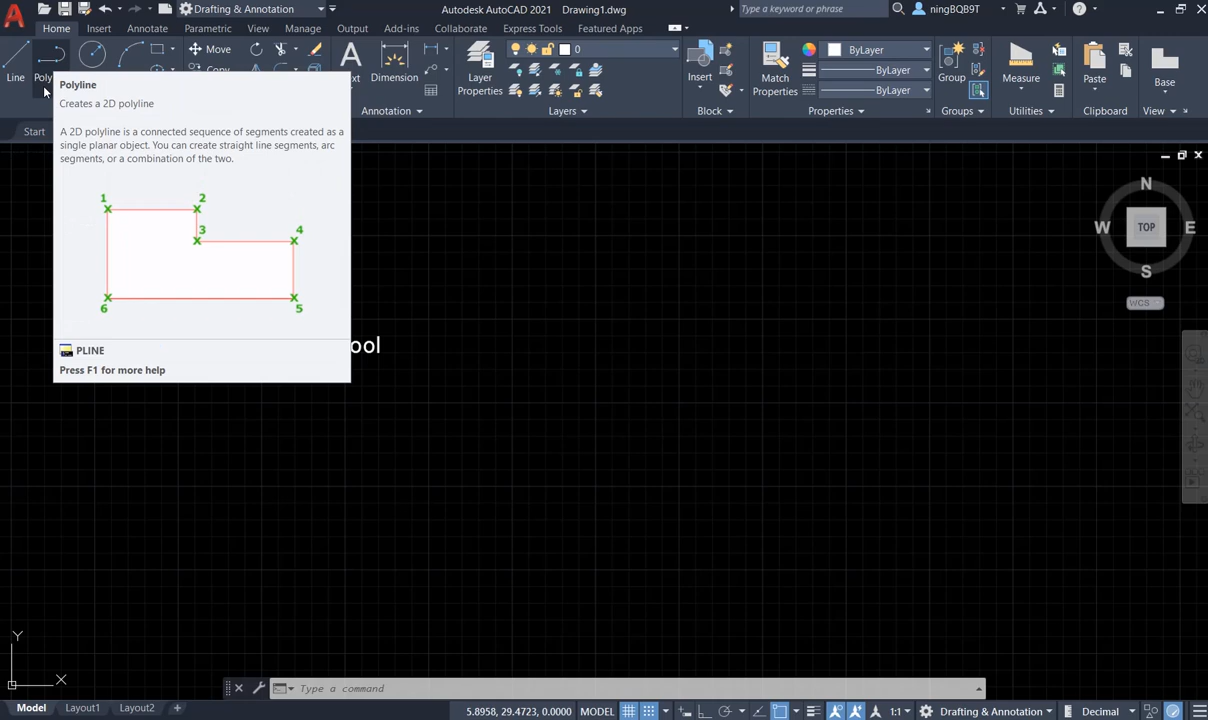 Drafting & Annotation
Autodesk AutoCAD 2021 Drawing1.dwg
Type a keyword or phrase
ningBQB9T
Home Insert Annotate Parametric View Manage Output Add-ins Collaborate Express Tools Featured Apps
Line
Move
Copy
Dimension
Layer
Properties
0
Insert
Match
Properties
ByLayer
ByLayer
ByLayer
Group
Measure
Paste
Base
Annotation
Layers
Block
Properties
Groups
Utilities
Clipboard
View
Start
Polyline
Creates a 2D polyline
A 2D polyline is a connected sequence of segments created as a
single planar object. You can create straight line segments, arc
segments, or a combination of the two.
1 2
3 4
6 5
PLINE
Press F1 for more help
ool
N
W TOP E
S
WCS
Y
X
Type a command
Model Layout1 Layout2 +
5.8958, 29.4723, 0.0000 MODEL
1:1
Drafting & Annotation
Decimal